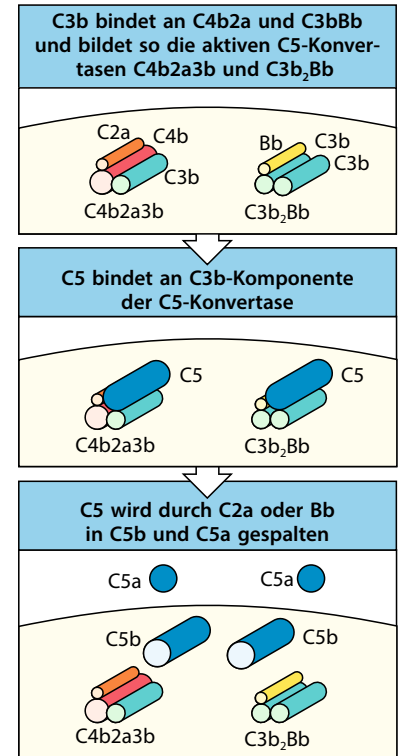 C3b bindet an C4b2a und C3bBb
und bildet so die aktiven C5-Konver-
tasen C4b2a3b und C3b₂Bb
C2a
C4b
C3b
C4b2a3b
Bb
C3b
C3b
C3b₂Bb
C5 bindet an C3b-Komponente
der C5-Konvertase
C5
C4b2a3b
C5
C3b₂Bb
C5 wird durch C2a oder Bb
in C5b und C5a gespalten
C5a
C5a
C5b
C5b
C4b2a3b
C3b₂Bb